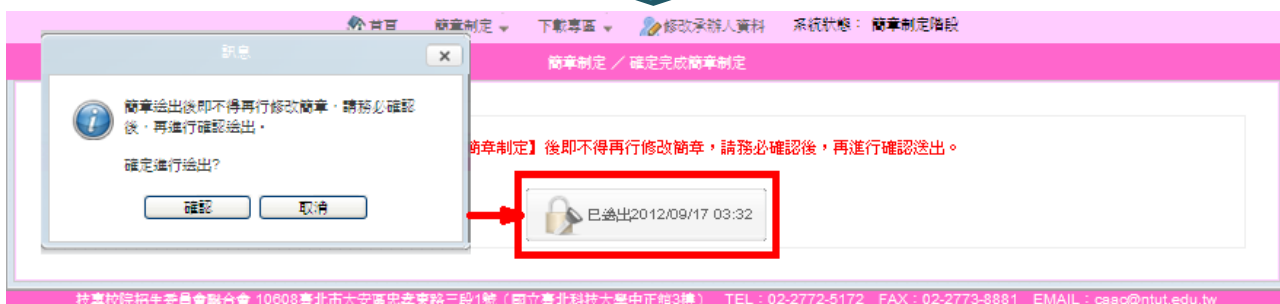 首頁 簡章制定 下載專區 修改承辦人資料 系統狀態： 簡章制定階段
訊息
簡章制定 ／ 確定完成簡章制定
簡章送出後即不得再行修改簡章，請務必確認
後，再進行確認送出。
確定進行送出?
確認 取消
簡章制定】後即不得再行修改簡章，請務必確認後，再進行確認送出。
已送出2012/09/17 03:32
技專校院招生委員會聯合會 10608臺北市大安區忠孝東路三段1號（國立臺北科技大學中正館3樓） TEL：02-2772-5172 FAX：02-2773-8881 EMAIL：caac@ntut.edu.tw